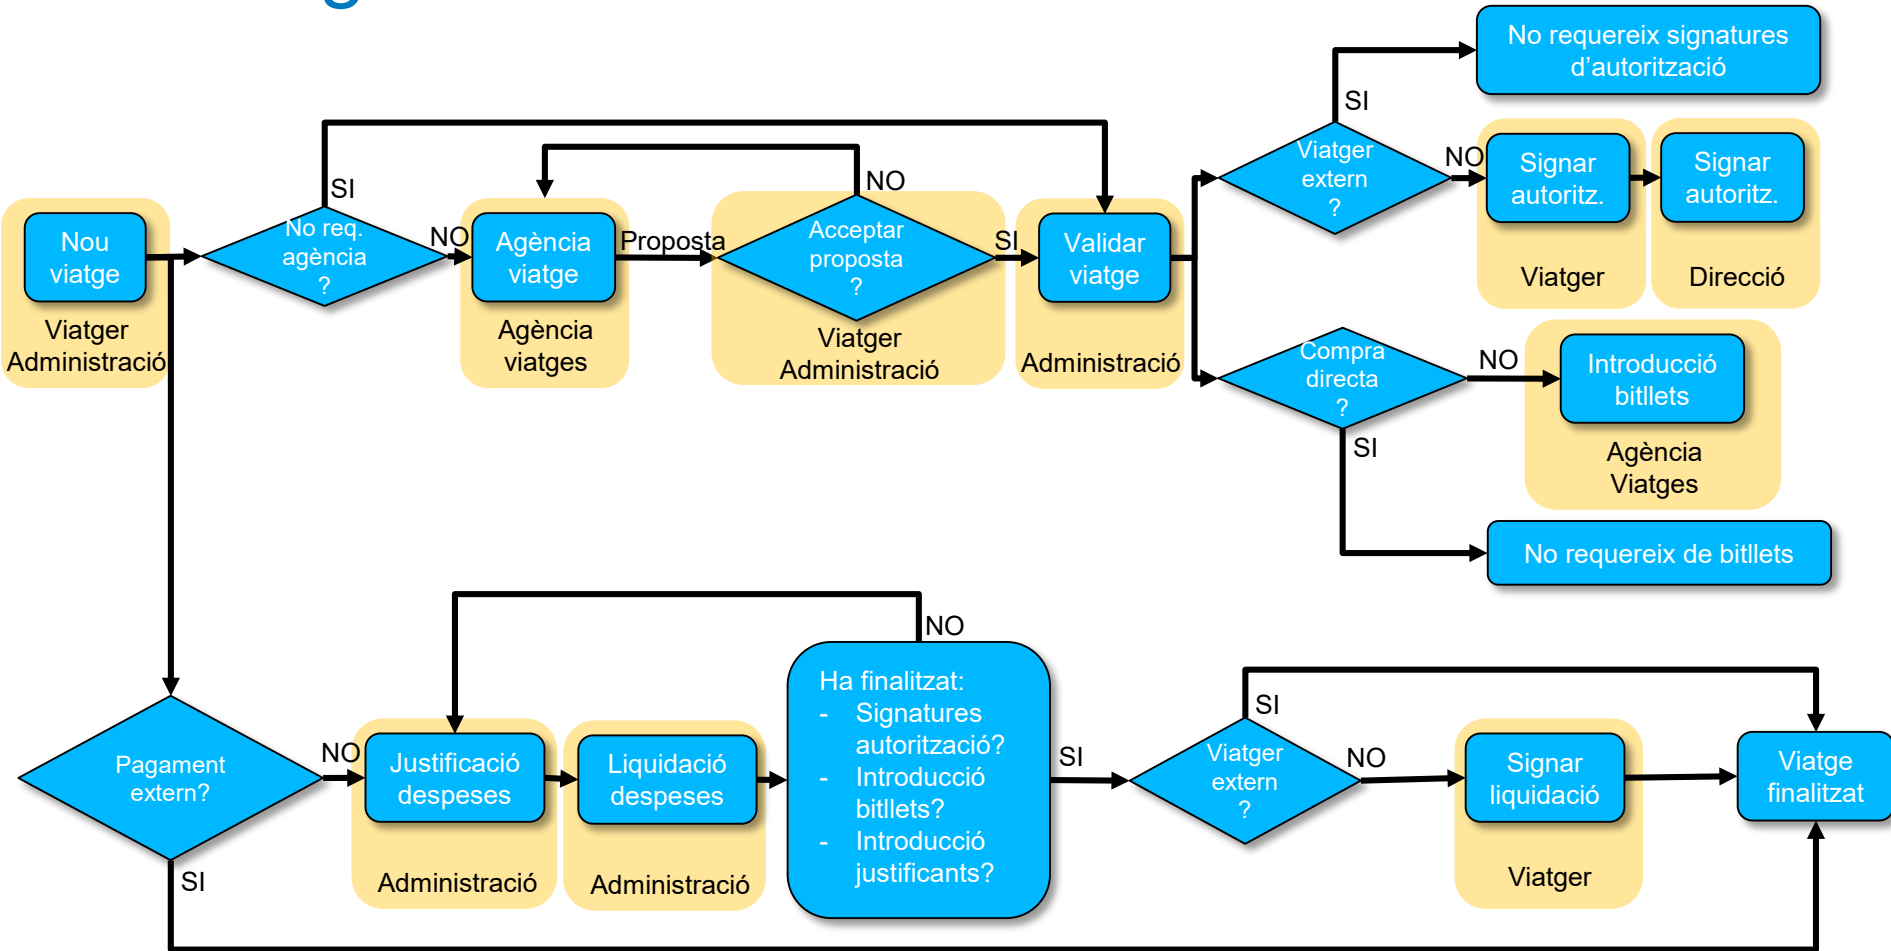 No requereix signatures
d’autorització
SI
Viatger
extern
?
NO
Signar
autoritz.
Viatger
Signar
autoritz.
Direcció
Nou
viatge
Viatger
Administració
SI
No req.
agència
?
NO
Agència
viatge
Agència
viatges
Proposta
NO
Acceptar
proposta
?
Viatger
Administració
SI
Validar
viatge
Administració
Compra
directa
?
NO
Introducció
bitllets
Agència
Viatges
SI
No requereix de bitllets
Pagament
extern?
NO
SI
Justificació
despeses
Administració
Liquidació
despeses
Administració
NO
Ha finalitzat:
- Signatures
autorització?
- Introducció
bitllets?
- Introducció
justificants?
SI
SI
Viatger
extern
?
NO
Signar
liquidació
Viatger
Viatge
finalitzat